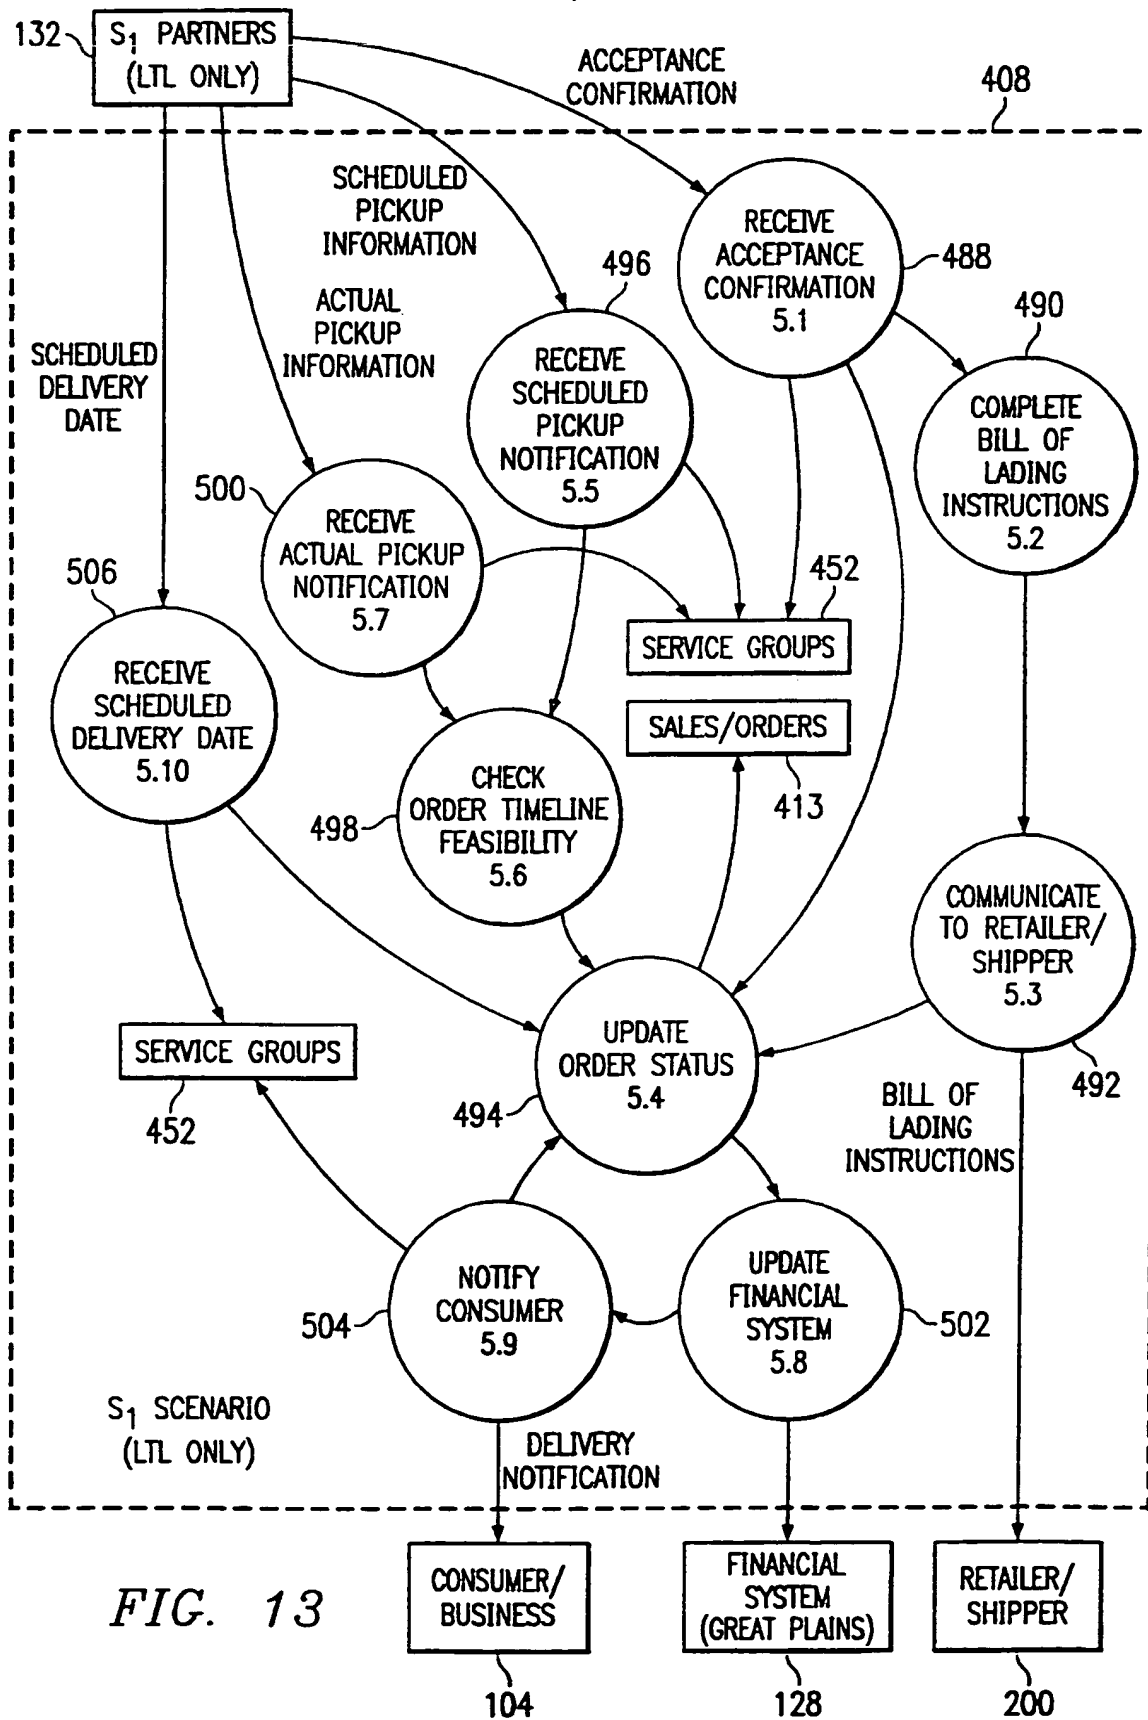 132
S1 PARTNERS
(LTL ONLY)
ACCEPTANCE
CONFIRMATION
408
SCHEDULED
PICKUP
INFORMATION
ACTUAL
PICKUP
INFORMATION
SCHEDULED
DELIVERY
DATE
RECEIVE
ACCEPTANCE
CONFIRMATION
5.1
488
496
RECEIVE
SCHEDULED
PICKUP
NOTIFICATION
5.5
490
COMPLETE
BILL OF
LADING
INSTRUCTIONS
5.2
500
RECEIVE
ACTUAL PICKUP
NOTIFICATION
5.7
506
RECEIVE
SCHEDULED
DELIVERY DATE
5.10
452
SERVICE GROUPS
SALES/ORDERS
413
498
CHECK
ORDER TIMELINE
FEASIBILITY
5.6
COMMUNICATE
TO RETAILER/
SHIPPER
5.3
492
SERVICE GROUPS
452
UPDATE
ORDER STATUS
5.4
494
BILL OF
LADING
INSTRUCTIONS
504
NOTIFY
CONSUMER
5.9
UPDATE
FINANCIAL
SYSTEM
5.8
502
S1 SCENARIO
(LTL ONLY)
DELIVERY
NOTIFICATION
FIG. 13
CONSUMER/
BUSINESS
104
FINANCIAL
SYSTEM
(GREAT PLAINS)
128
RETAILER/
SHIPPER
200